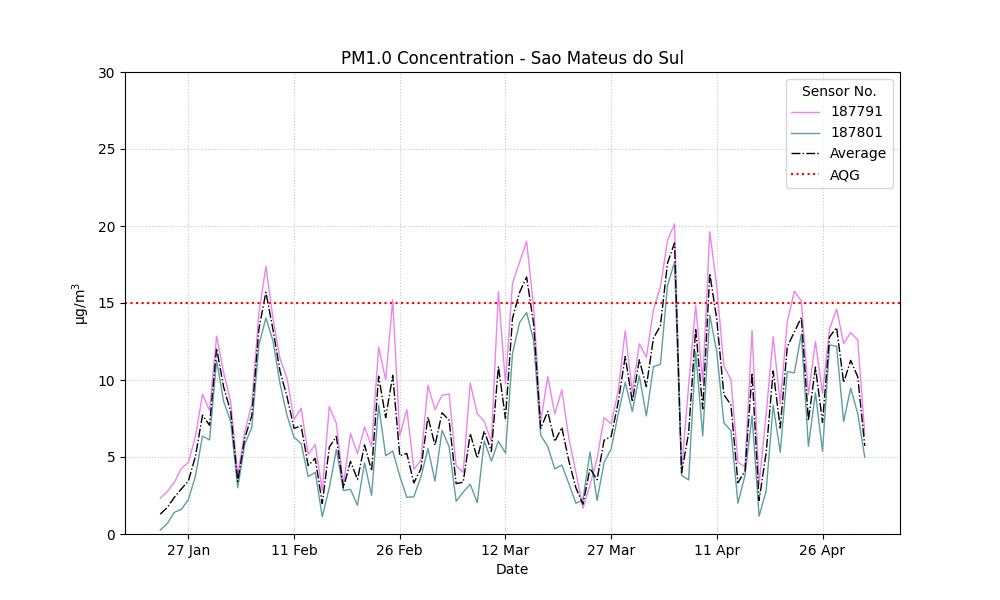 PM1.0 Concentration - Sao Mateus do Sul
30
25
20
15
10
5
0
µg/m³
27 Jan
11 Feb
26 Feb
12 Mar
27 Mar
11 Apr
26 Apr
Date
Sensor No.
187791
187801
Average
AQG